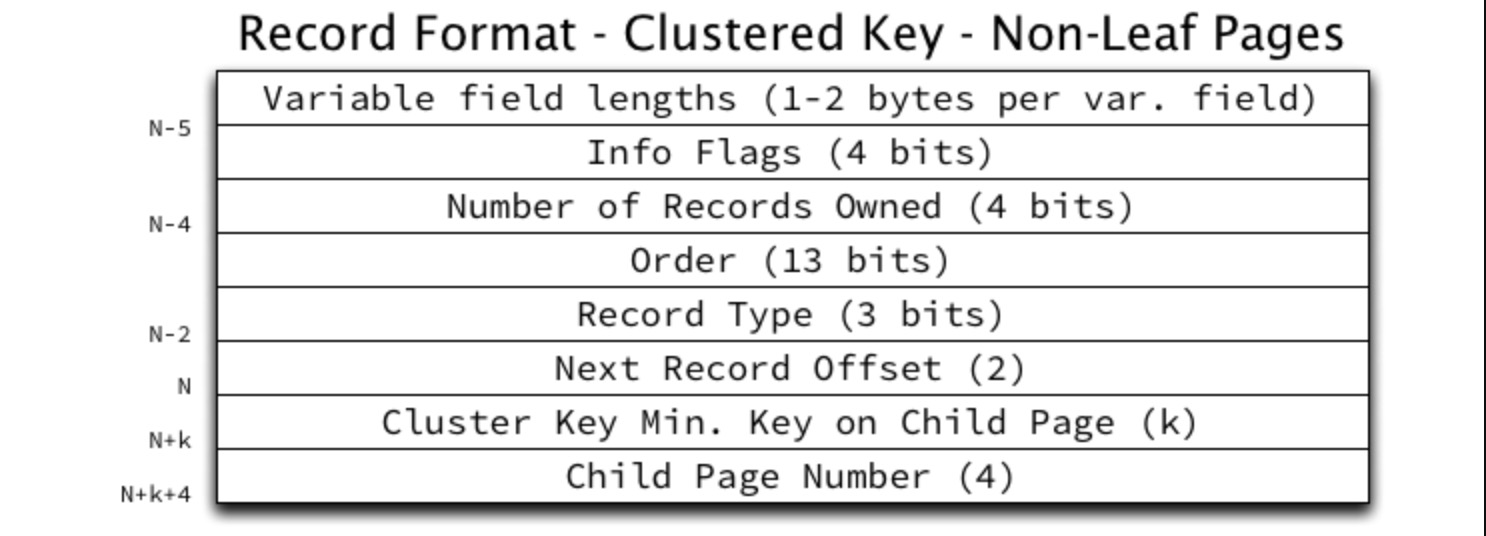 Record Format - Clustered Key - Non-Leaf Pages
Variable field lengths (1-2 bytes per var. field)
N-5
Info Flags (4 bits)
Number of Records Owned (4 bits)
N-4
Order (13 bits)
Record Type (3 bits)
N-2
Next Record Offset (2)
N
Cluster Key Min. Key on Child Page (k)
N+k
Child Page Number (4)
N+k+4